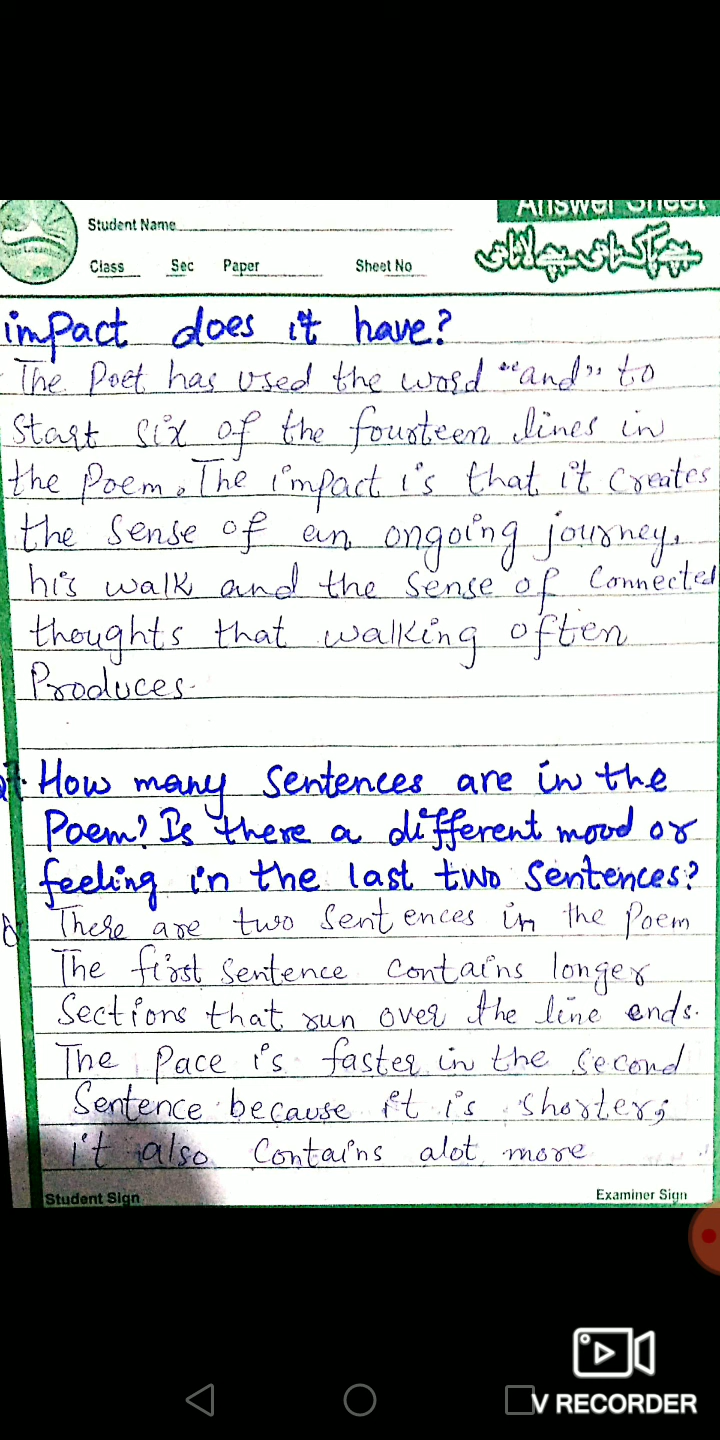 Answer Sheet
Student Name
Class Sec Paper Sheet No
impact does it have?
The Poet has used the word "and" to
start six of the fourteen lines in
the Poem. The impact is that it creates
the sense of an ongoing journey,
his walk and the sense of connected
thoughts that walking often
Produces.
How many sentences are in the
Poem? Is there a different mood or
feeling in the last two sentences?
There are two sentences in the Poem
The first sentence contains longer
sections that run over the line ends.
The Pace is faster in the second
sentence because it is shorter;
it also contains alot more
Student Sign Examiner Sign
V RECORDER